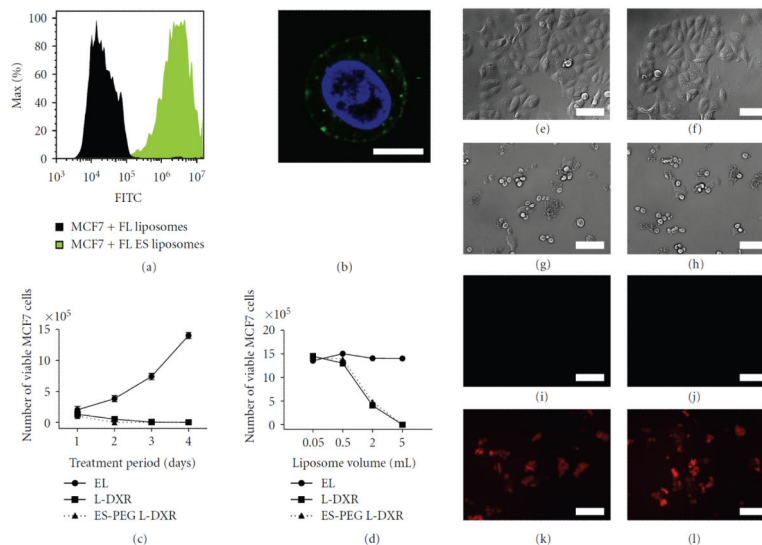 100
80
60
40
20
0
Max (%)
10³ 10⁴ 10⁵ 10⁶ 10⁷
FITC
MCF7 + FL liposomes
MCF7 + FL ES liposomes
(a)
(b)
×10⁵
15
10
5
0
Number of viable MCF7 cells
1 2 3 4
Treatment period (days)
EL
L-DXR
ES-PEG L-DXR
(c)
×10⁵
20
15
10
5
0
Number of viable MCF7 cells
0.05 0.5 2 5
Liposome volume (mL)
EL
L-DXR
ES-PEG L-DXR
(d)
(e) (f)
(g) (h)
(i) (j)
(k) (l)